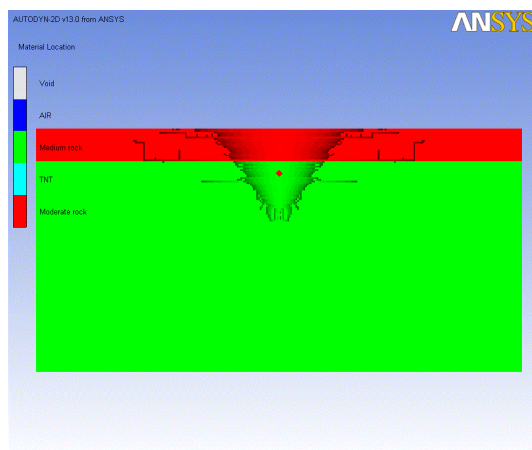 AUTODYN-2D v13.0 from ANSYS
ANSYS
Material Location
Void
AIR
Medium rock
TNT
Moderate rock